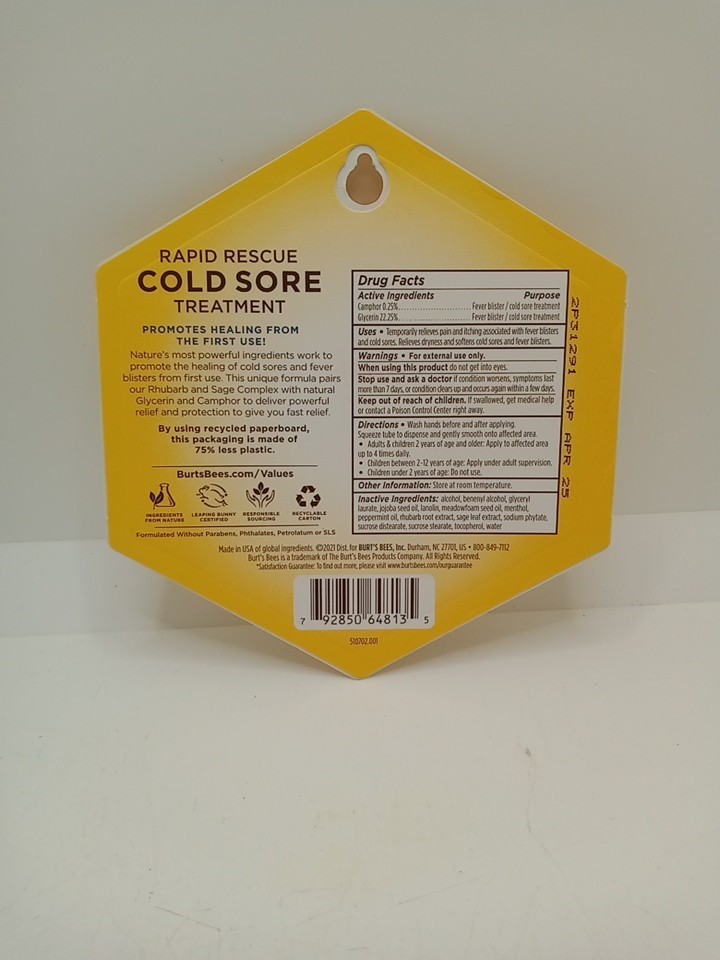 RAPID RESCUE
COLD SORE
TREATMENT
PROMOTES HEALING FROM
THE FIRST USE!
Nature's most powerful ingredients work to
promote the healing of cold sores and fever
blisters from first use. This unique formula pairs
our Rhubarb and Sage Complex with natural
Glycerin and Camphor to deliver powerful
relief and protection to give you fast relief.
By using recycled paperboard,
this packaging is made of
75% less plastic.
BurtsBees.com/Values
INGREDIENTS
FROM NATURE
LEAPING BUNNY
CERTIFIED
RESPONSIBLE
SOURCING
RECYCLABLE
CARTON
Formulated Without Parabens, Phthalates, Petrolatum or SLS
Drug Facts
Active Ingredients Purpose
Camphor 0.25%..................... Fever blister / cold sore treatment
Glycerin 22.25%..................... Fever blister / cold sore treatment
Uses • Temporarily relieves pain and itching associated with fever blisters
and cold sores. Relieves dryness and softens cold sores and fever blisters.
Warnings • For external use only.
When using this product do not get into eyes.
Stop use and ask a doctor if condition worsens, symptoms last
more than 7 days, or condition clears up and occurs again within a few days.
Keep out of reach of children. If swallowed, get medical help
or contact a Poison Control Center right away.
Directions • Wash hands before and after applying.
Squeeze tube to dispense and gently smooth onto affected area.
• Adults & children 2 years of age and older: Apply to affected area
up to 4 times daily.
• Children between 2-12 years of age: Apply under adult supervision.
• Children under 2 years of age: Do not use.
Other Information: Store at room temperature.
Inactive Ingredients: alcohol, behenyl alcohol, glyceryl
laurate, jojoba seed oil, lanolin, meadowfoam seed oil, menthol,
peppermint oil, rhubarb root extract, sage leaf extract, sodium phytate,
sucrose distearate, sucrose stearate, tocopherol, water
2P31291 EXP APR 25
Made in USA of global ingredients. ©2021 Dist. for BURT'S BEES, Inc. Durham, NC 27701, US • 800-849-7112
Burt's Bees is a trademark of The Burt's Bees Products Company. All Rights Reserved.
*Satisfaction Guarantee: To find out more, please visit www.burtsbees.com/ourguarantee
7 92850 64813 5
510702.001